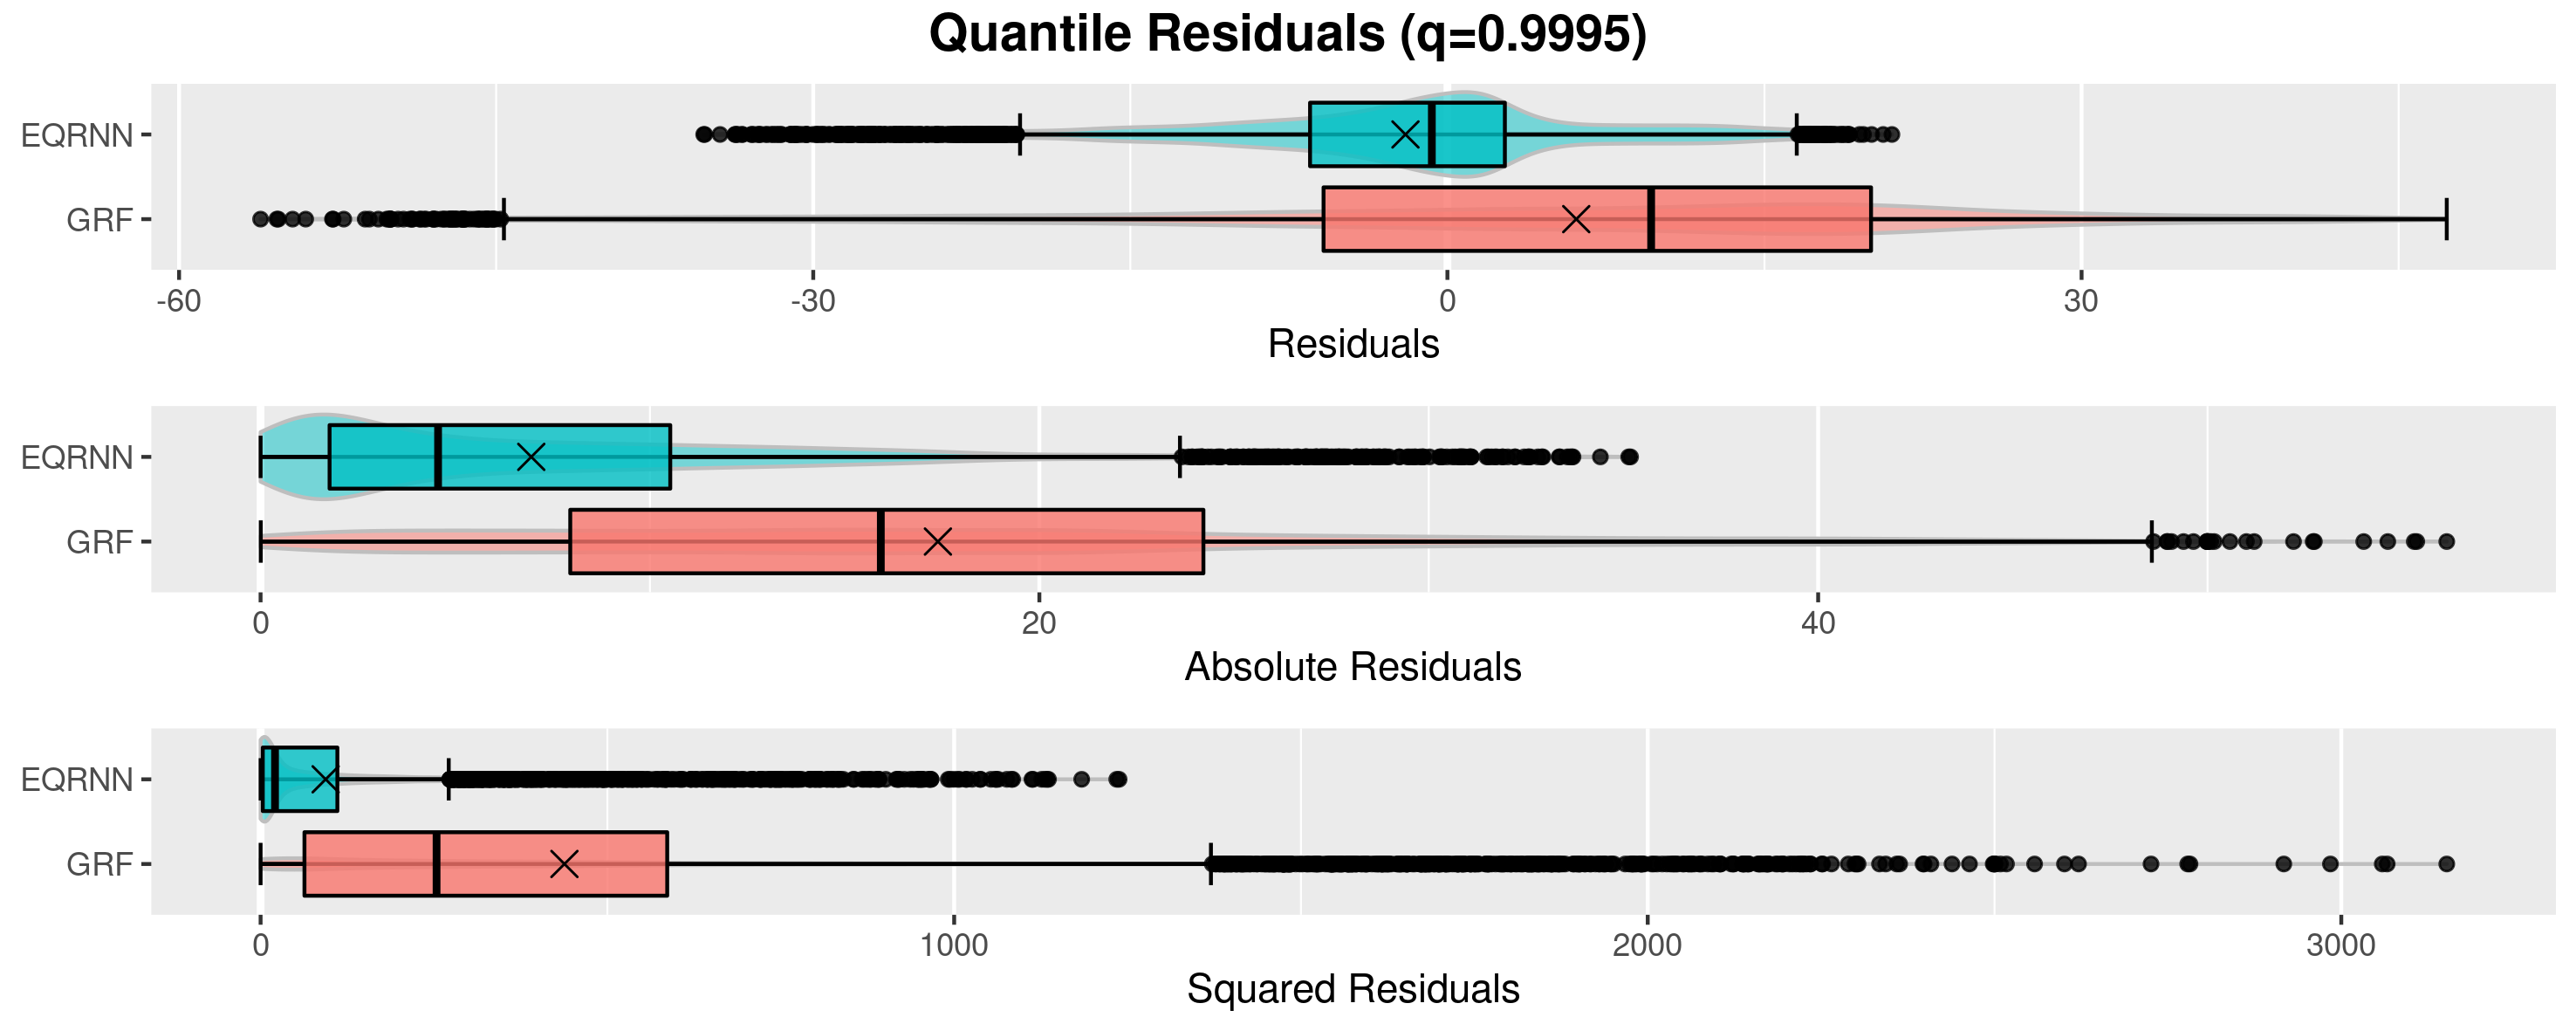 Quantile Residuals (q=0.9995)
EQRNN
GRF
-60 -30 0 30
Residuals
EQRNN
GRF
0 20 40
Absolute Residuals
EQRNN
GRF
0 1000 2000 3000
Squared Residuals